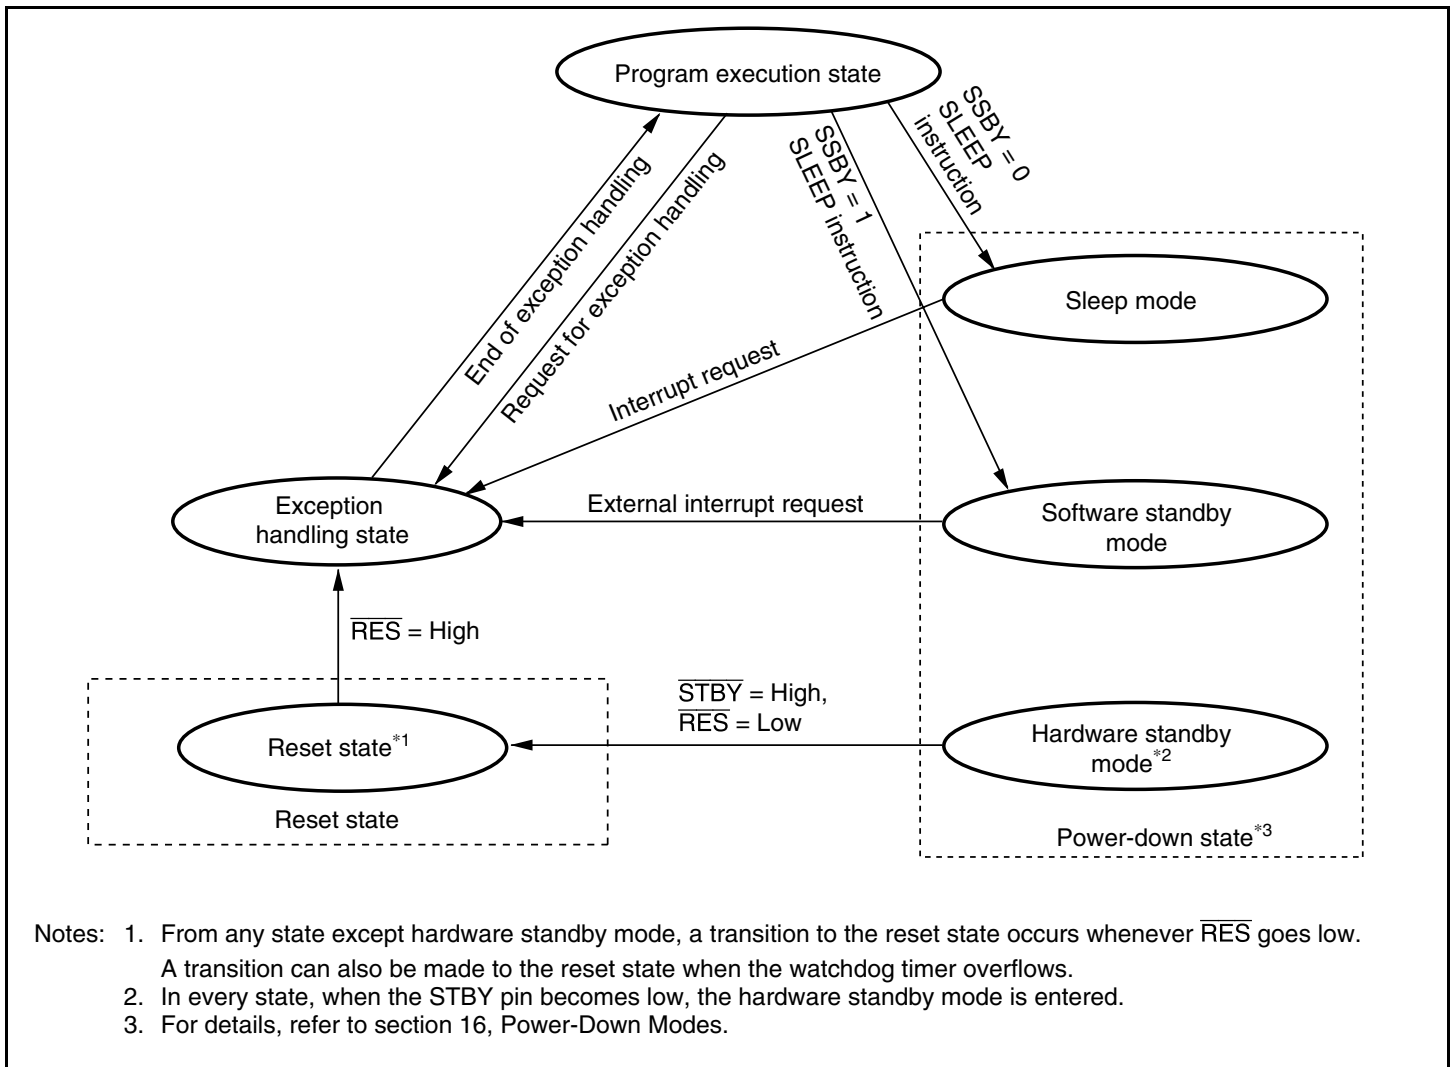 Program execution state
SSBY = 0
SLEEP
instruction
SSBY = 1
SLEEP instruction
End of exception handling
Request for exception handling
Sleep mode
Interrupt request
Exception
handling state
External interrupt request
Software standby
mode
R̅E̅S̅ = High
S̅T̅B̅Y̅ = High,
R̅E̅S̅ = Low
Reset state*1
Hardware standby
mode*2
Reset state
Power-down state*3
Notes: 1. From any state except hardware standby mode, a transition to the reset state occurs whenever R̅E̅S̅ goes low.
A transition can also be made to the reset state when the watchdog timer overflows.
2. In every state, when the STBY pin becomes low, the hardware standby mode is entered.
3. For details, refer to section 16, Power-Down Modes.